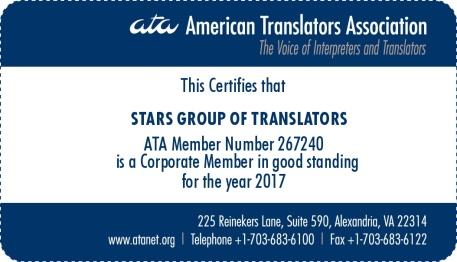 ata American Translators Association
The Voice of Interpreters and Translators
This Certifies that
STARS GROUP OF TRANSLATORS
ATA Member Number 267240
is a Corporate Member in good standing
for the year 2017
225 Reinekers Lane, Suite 590, Alexandria, VA 22314
www.atanet.org | Telephone +1-703-683-6100 | Fax +1-703-683-6122